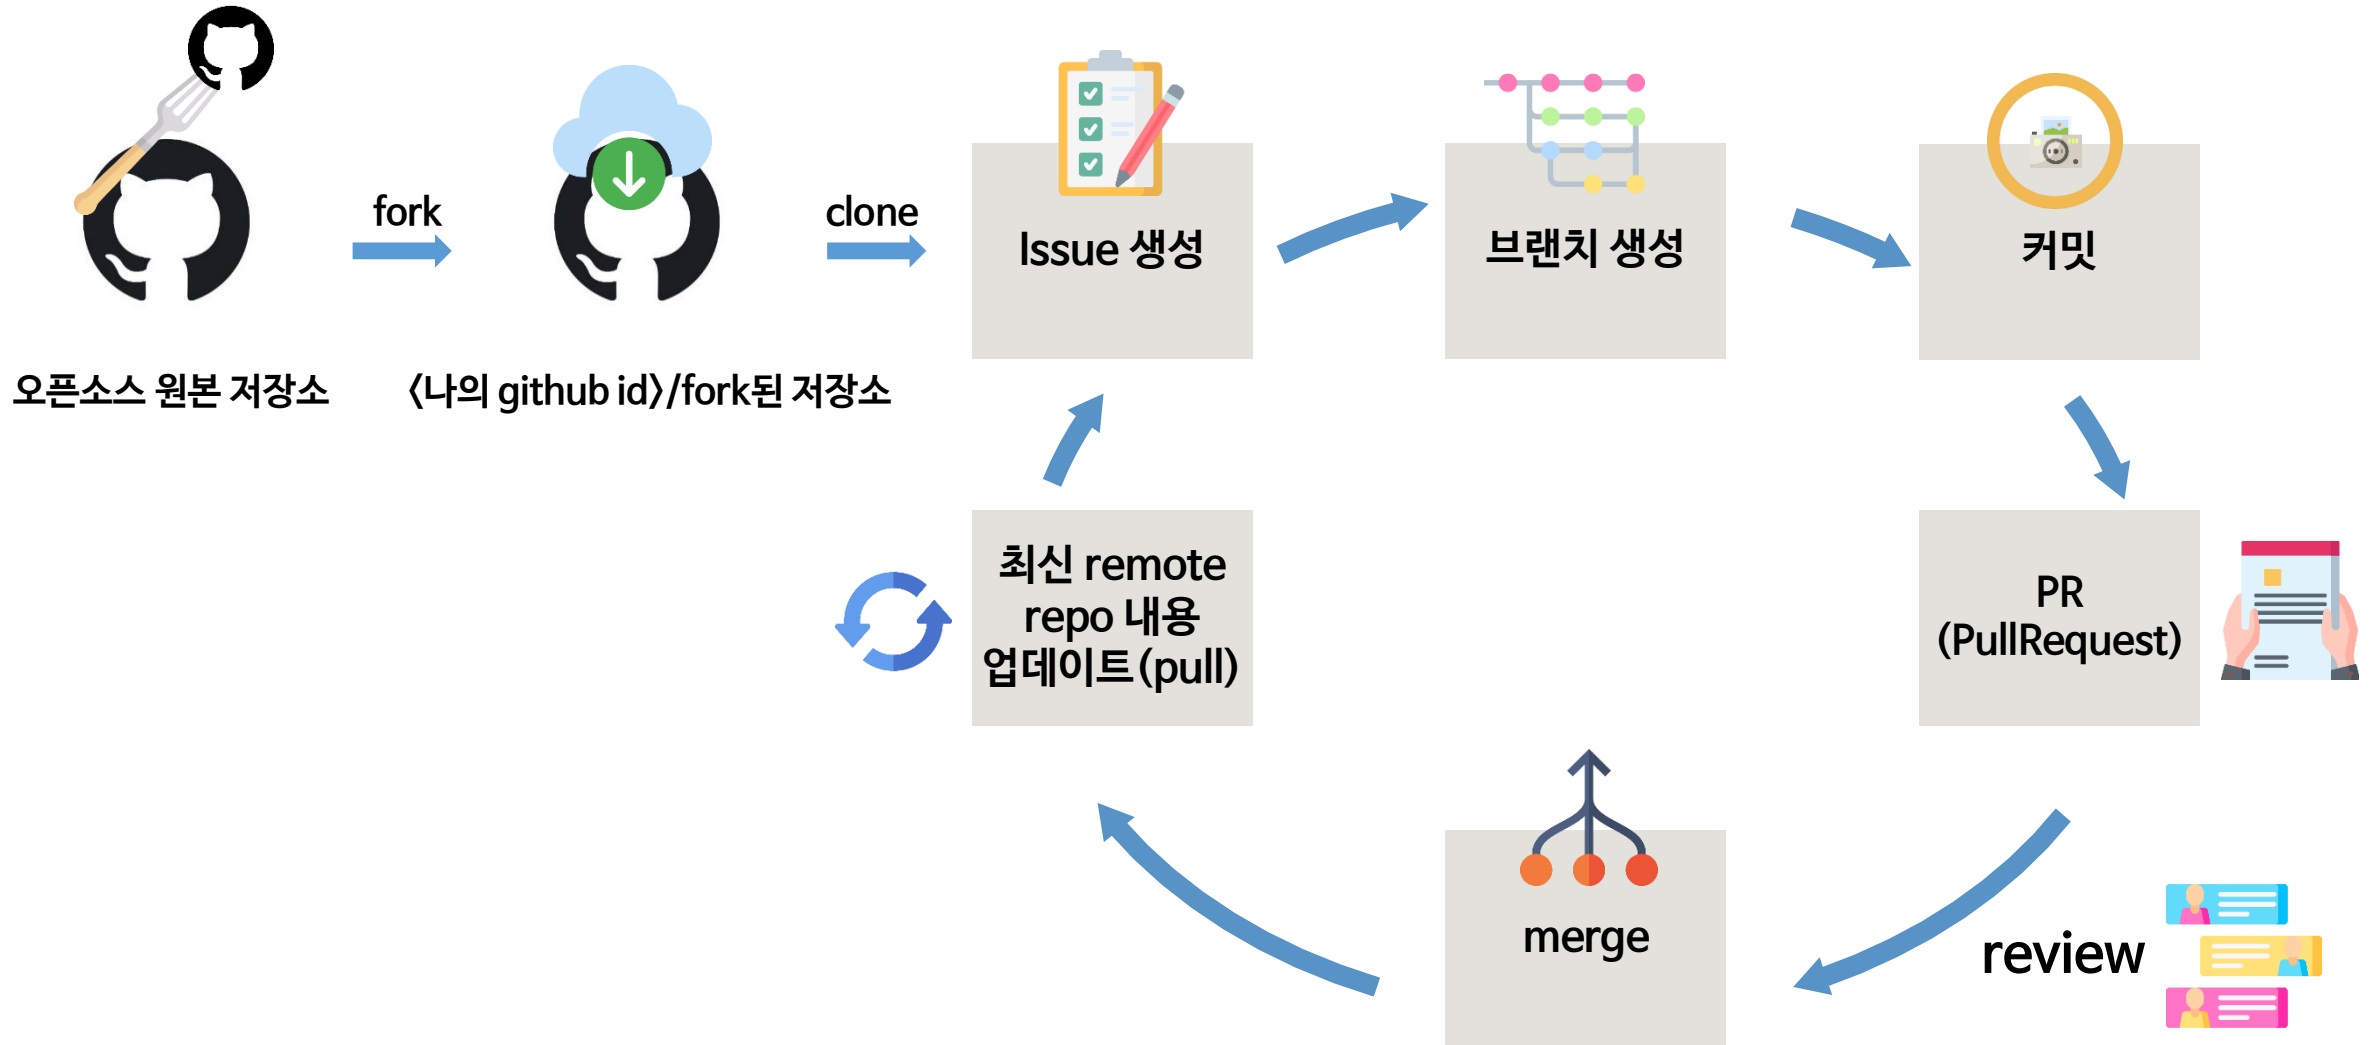 fork
clone
오픈소스 원본 저장소
〈나의 github id〉/fork된 저장소
Issue 생성
브랜치 생성
커밋
PR
(PullRequest)
review
merge
최신 remote
repo 내용
업데이트(pull)